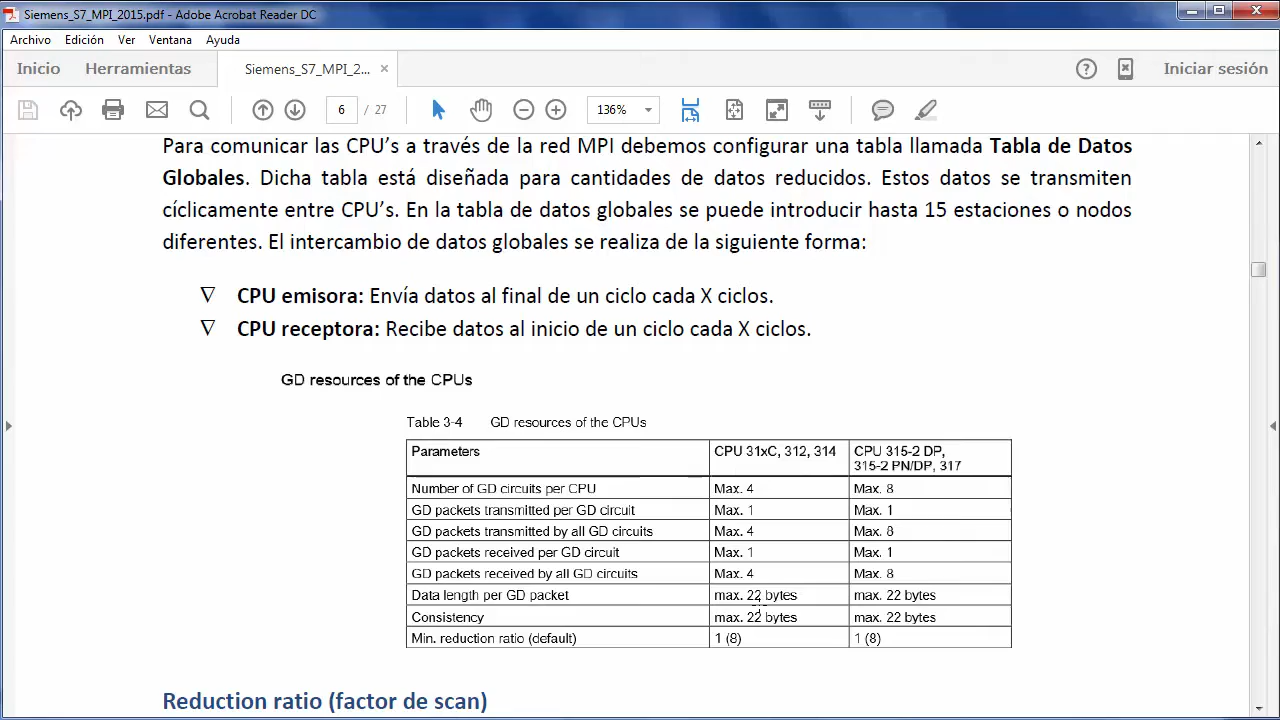 Siemens_S7_MPI_2015.pdf - Adobe Acrobat Reader DC
Archivo Edición Ver Ventana Ayuda
Inicio Herramientas Siemens_S7_MPI_2... × Iniciar sesión
6 / 27 136%
Para comunicar las CPU's a través de la red MPI debemos configurar una tabla llamada Tabla de Datos
Globales. Dicha tabla está diseñada para cantidades de datos reducidos. Estos datos se transmiten
cíclicamente entre CPU's. En la tabla de datos globales se puede introducir hasta 15 estaciones o nodos
diferentes. El intercambio de datos globales se realiza de la siguiente forma:
∇ CPU emisora: Envía datos al final de un ciclo cada X ciclos.
∇ CPU receptora: Recibe datos al inicio de un ciclo cada X ciclos.
GD resources of the CPUs
Table 3-4 GD resources of the CPUs
Parameters CPU 31xC, 312, 314 CPU 315-2 DP,
315-2 PN/DP, 317
Number of GD circuits per CPU Max. 4 Max. 8
GD packets transmitted per GD circuit Max. 1 Max. 1
GD packets transmitted by all GD circuits Max. 4 Max. 8
GD packets received per GD circuit Max. 1 Max. 1
GD packets received by all GD circuits Max. 4 Max. 8
Data length per GD packet max. 22 bytes max. 22 bytes
Consistency max. 22 bytes max. 22 bytes
Min. reduction ratio (default) 1 (8) 1 (8)
Reduction ratio (factor de scan)